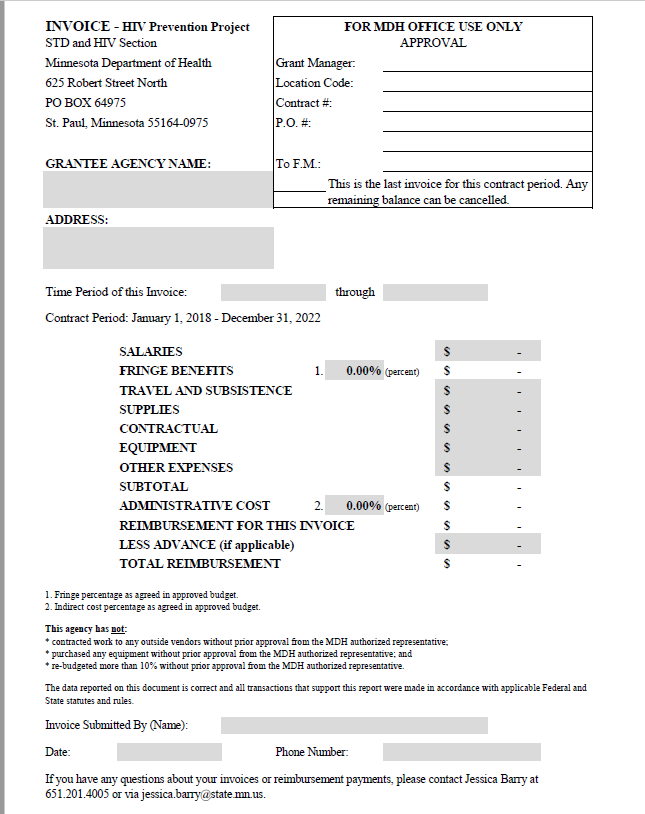 INVOICE - HIV Prevention Project
STD and HIV Section
Minnesota Department of Health
625 Robert Street North
PO BOX 64975
St. Paul, Minnesota 55164-0975
GRANTEE AGENCY NAME:
FOR MDH OFFICE USE ONLY
APPROVAL
Grant Manager:
Location Code:
Contract #:
P.O. #:
To F.M.:
This is the last invoice for this contract period. Any
remaining balance can be cancelled.
ADDRESS:
Time Period of this Invoice: through
Contract Period: January 1, 2018 - December 31, 2022
SALARIES $ -
FRINGE BENEFITS 1. 0.00% (percent) $ -
TRAVEL AND SUBSISTENCE $ -
SUPPLIES $ -
CONTRACTUAL $ -
EQUIPMENT $ -
OTHER EXPENSES $ -
SUBTOTAL $ -
ADMINISTRATIVE COST 2. 0.00% (percent) $ -
REIMBURSEMENT FOR THIS INVOICE $ -
LESS ADVANCE (if applicable) $ -
TOTAL REIMBURSEMENT $ -
1. Fringe percentage as agreed in approved budget.
2. Indirect cost percentage as agreed in approved budget.
This agency has not:
* contracted work to any outside vendors without prior approval from the MDH authorized representative;
* purchased any equipment without prior approval from the MDH authorized representative; and
* re-budgeted more than 10% without prior approval from the MDH authorized representative.
The data reported on this document is correct and all transactions that support this report were made in accordance with applicable Federal and
State statutes and rules.
Invoice Submitted By (Name):
Date: Phone Number:
If you have any questions about your invoices or reimbursement payments, please contact Jessica Barry at
651.201.4005 or via jessica.barry@state.mn.us.